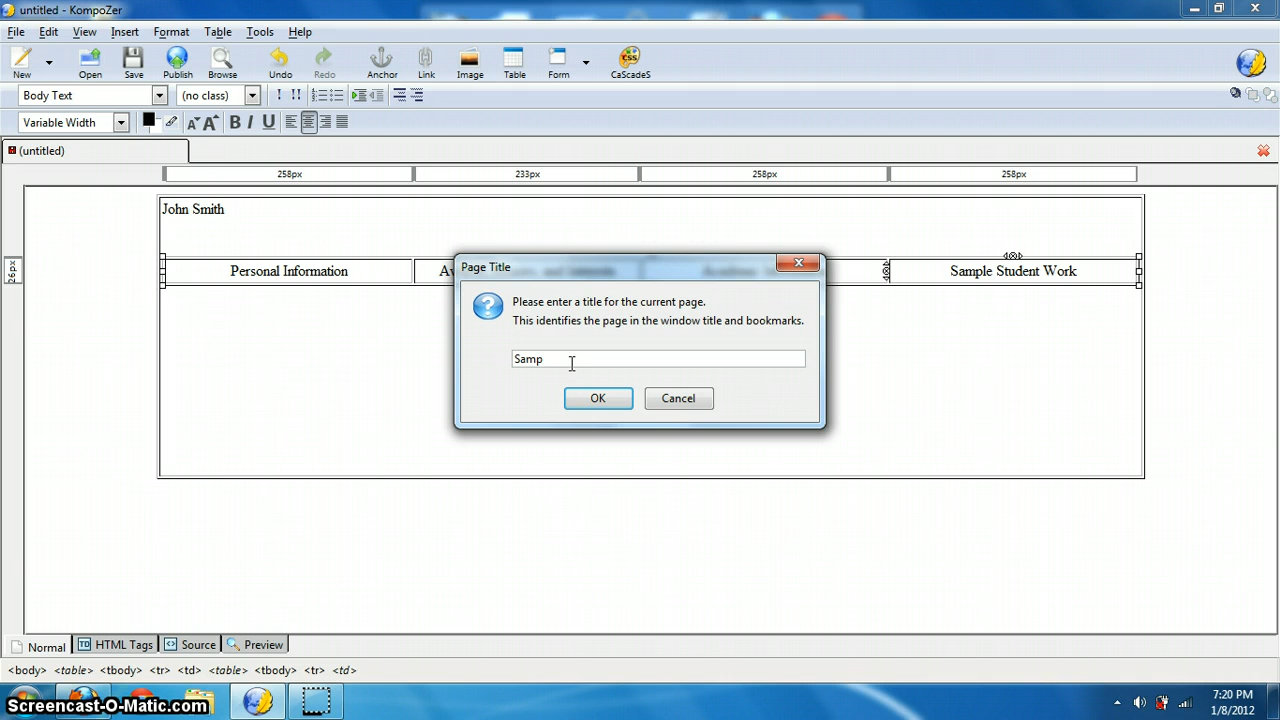 untitled - KompoZer
File Edit View Insert Format Table Tools Help
New Open Save Publish Browse Undo Redo Anchor Link Image Table Form CaScadeS
Body Text (no class) ! !!
Variable Width A A B I U
(untitled)
258px 233px 258px 258px
26px
John Smith
Personal Information
Sample Student Work
Page Title
Please enter a title for the current page.
This identifies the page in the window title and bookmarks.
Samp
OK Cancel
Normal TD HTML Tags Source Preview
<body> <table> <tbody> <tr> <td> <table> <tbody> <tr> <td>
Screencast-O-Matic.com
7:20 PM
1/8/2012